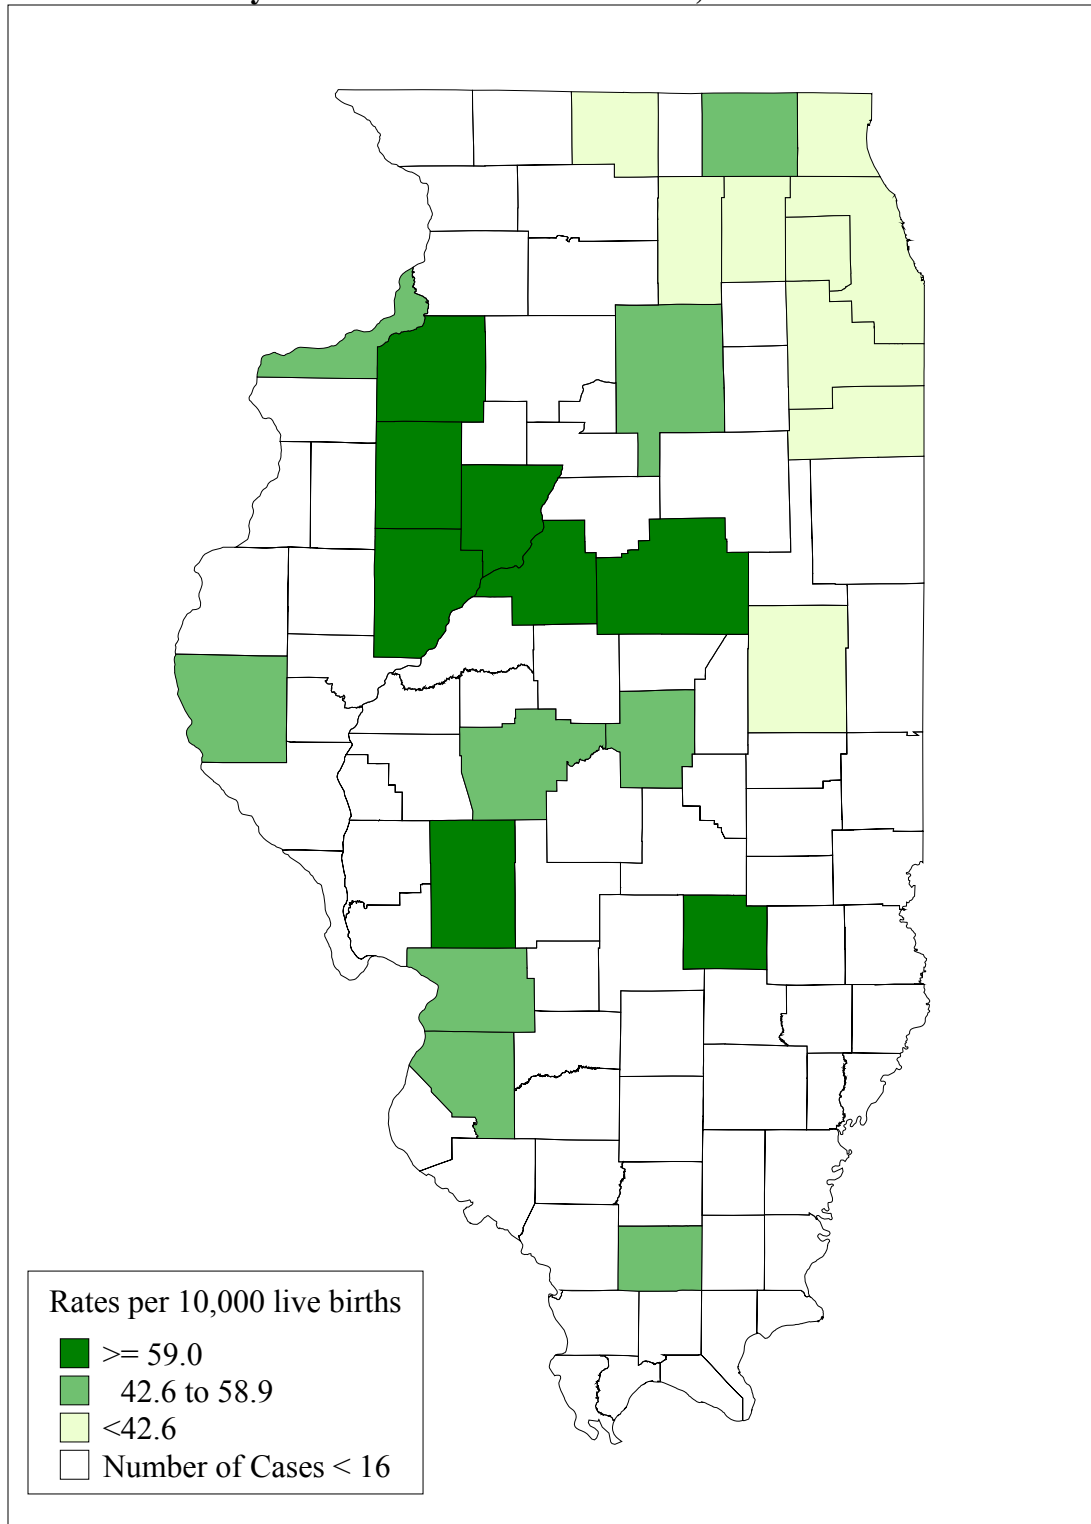 Rates per 10,000 live births
>= 59.0
42.6 to 58.9
<42.6
Number of Cases < 16